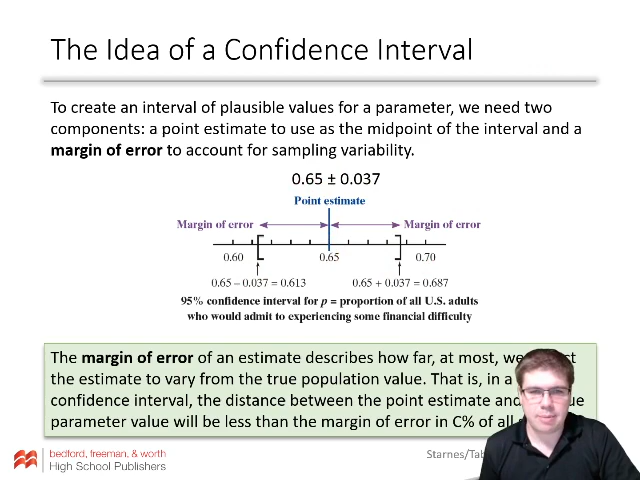 The Idea of a Confidence Interval
To create an interval of plausible values for a parameter, we need two
components: a point estimate to use as the midpoint of the interval and a
margin of error to account for sampling variability.
0.65 ± 0.037
Point estimate
Margin of error
Margin of error
0.60
0.65
0.70
0.65 – 0.037 = 0.613
0.65 + 0.037 = 0.687
95% confidence interval for p = proportion of all U.S. adults
who would admit to experiencing some financial difficulty
The margin of error of an estimate describes how far, at most, we
the estimate to vary from the true population value. That is, in a
confidence interval, the distance between the point estimate and
parameter value will be less than the margin of error in C% of all
bedford, freeman, & worth
High School Publishers
Starnes/Tab